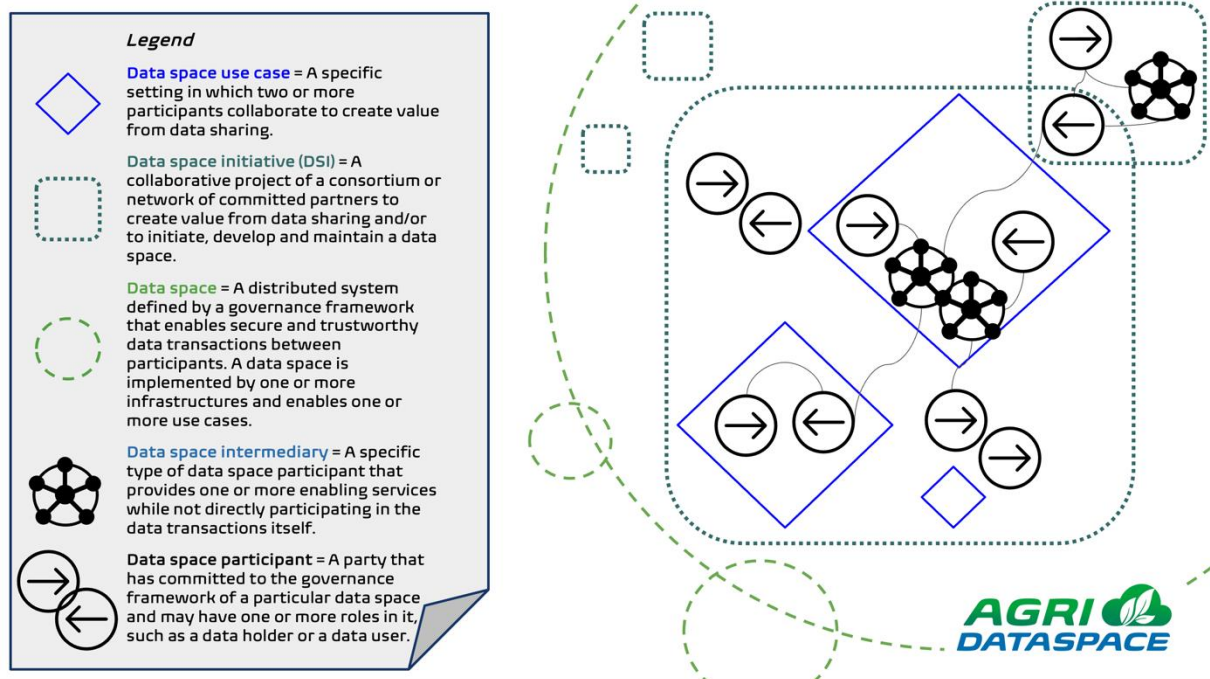 Legend
Data space use case = A specific
setting in which two or more
participants collaborate to create value
from data sharing.
Data space initiative (DSI) = A
collaborative project of a consortium or
network of committed partners to
create value from data sharing and/or
to initiate, develop and maintain a data
space.
Data space = A distributed system
defined by a governance framework
that enables secure and trustworthy
data transactions between
participants. A data space is
implemented by one or more
infrastructures and enables one or
more use cases.
Data space intermediary = A specific
type of data space participant that
provides one or more enabling services
while not directly participating in the
data transactions itself.
Data space participant = A party that
has committed to the governance
framework of a particular data space
and may have one or more roles in it,
such as a data holder or a data user.
AGRI
DATASPACE